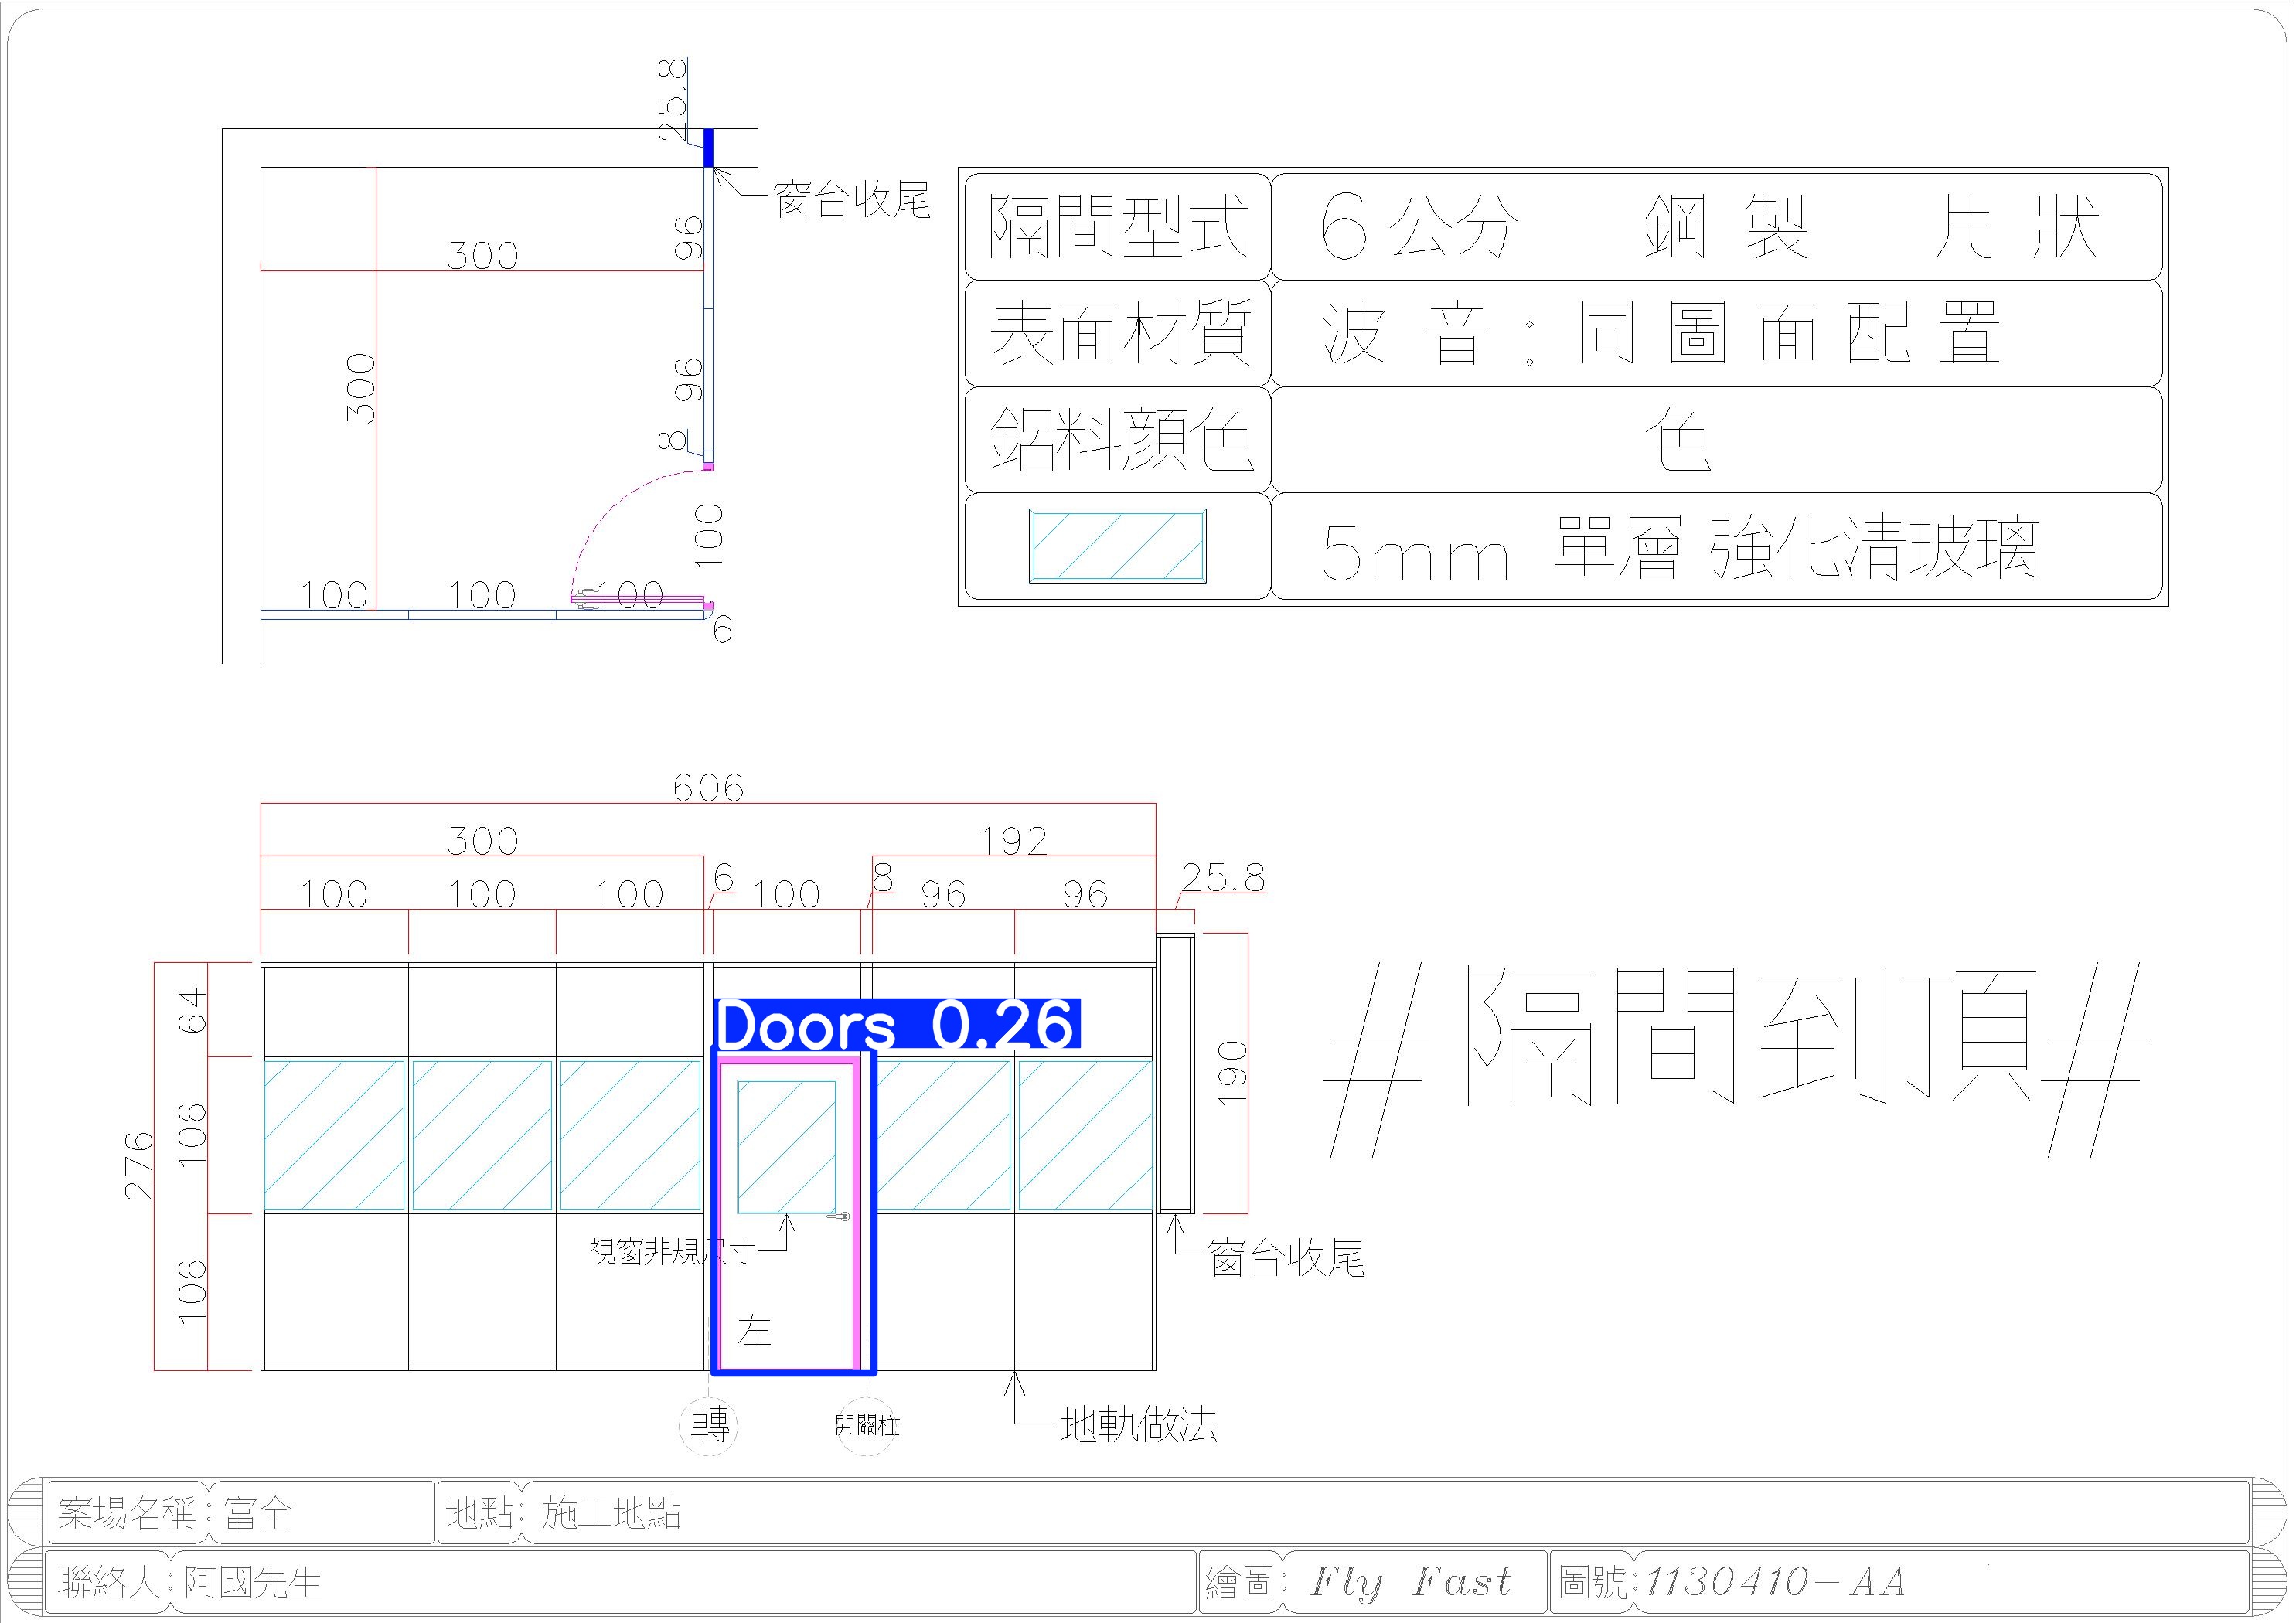 25.8
窗台收尾
96
300
300
96
8
100
100
100
100
6
隔間型式
6公分 鋼製 片狀
表面材質
波音:同圖面配置
鋁料顏色
色
5mm 單層 強化清玻璃
606
300
192
100
100
100
6
100
8
96
96
25.8
64
106
106
276
190
Doors 0.26
#隔間到頂#
視窗非規尺寸
左
窗台收尾
轉
開關柱
地軌做法
案場名稱:富全
地點: 施工地點
聯絡人:阿國先生
繪圖: Fly Fast
圖號:1130410-AA